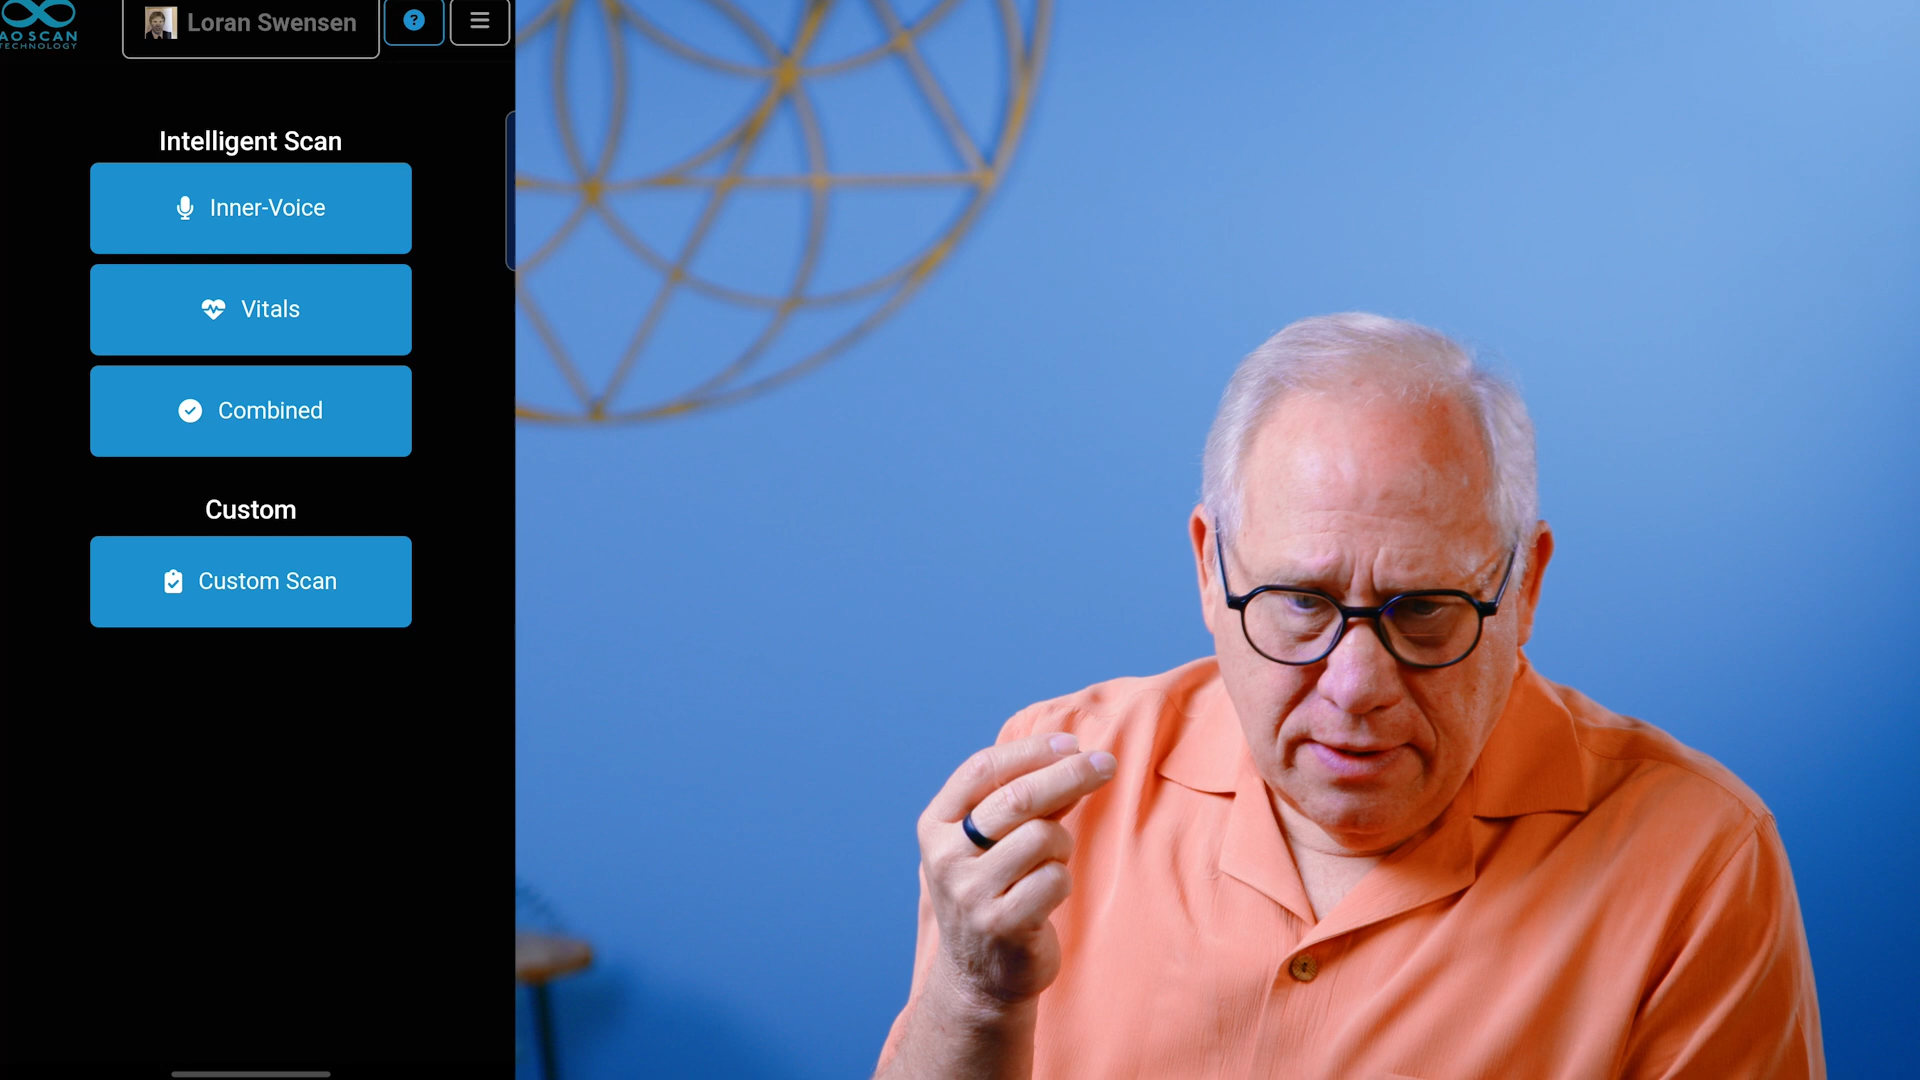 AO SCAN
TECHNOLOGY
Loran Swensen
Intelligent Scan
Inner-Voice
Vitals
Combined
Custom
Custom Scan